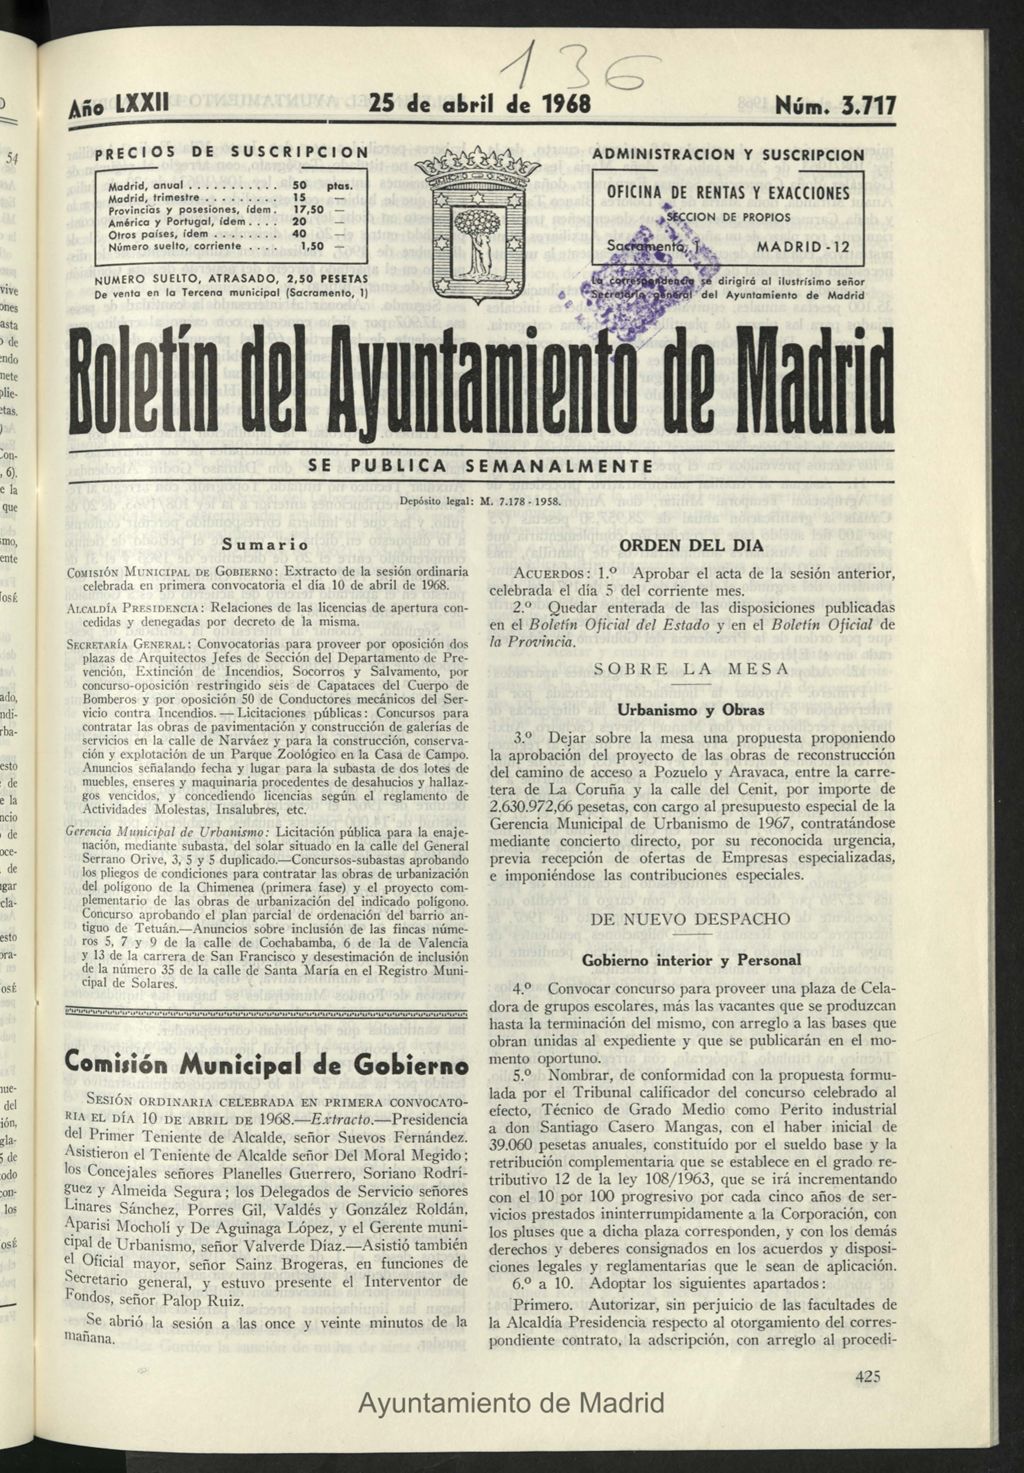 136
Año LXXII 25 de abril de 1968 Núm. 3.717
PRECIOS DE SUSCRIPCION
Madrid, anual . . . . . . . . . . . 50 ptas.
Madrid, trimestre . . . . . . . . . 15 —
Provincias y posesiones, ídem . 17,50 —
América y Portugal, ídem . . . . 20 —
Otros países, ídem . . . . . . . . 40 —
Número suelto, corriente . . . . 1,50 —
NUMERO SUELTO, ATRASADO, 2,50 PESETAS
De venta en la Tercena municipal (Sacramento, 1)
ADMINISTRACION Y SUSCRIPCION
OFICINA DE RENTAS Y EXACCIONES
SECCION DE PROPIOS
Sacramento, 1 MADRID - 12
La correspondencia se dirigirá al ilustrísimo señor
Secretario general del Ayuntamiento de Madrid
Boletín del Ayuntamiento de Madrid
SE PUBLICA SEMANALMENTE
Depósito legal: M. 7.178 - 1958.
Sumario
COMISIÓN MUNICIPAL DE GOBIERNO: Extracto de la sesión ordinaria
celebrada en primera convocatoria el día 10 de abril de 1968.
ALCALDÍA PRESIDENCIA: Relaciones de las licencias de apertura con-
cedidas y denegadas por decreto de la misma.
SECRETARÍA GENERAL: Convocatorias para proveer por oposición dos
plazas de Arquitectos Jefes de Sección del Departamento de Pre-
vención, Extinción de Incendios, Socorros y Salvamento, por
concurso-oposición restringido seis de Capataces del Cuerpo de
Bomberos y por oposición 50 de Conductores mecánicos del Ser-
vicio contra Incendios. — Licitaciones públicas: Concursos para
contratar las obras de pavimentación y construcción de galerías de
servicios en la calle de Narváez y para la construcción, conserva-
ción y explotación de un Parque Zoológico en la Casa de Campo.
Anuncios señalando fecha y lugar para la subasta de dos lotes de
muebles, enseres y maquinaria procedentes de desahucios y hallaz-
gos vencidos, y concediendo licencias según el reglamento de
Actividades Molestas, Insalubres, etc.
Gerencia Municipal de Urbanismo: Licitación pública para la enaje-
nación, mediante subasta, del solar situado en la calle del General
Serrano Orive, 3, 5 y 5 duplicado.—Concursos-subastas aprobando
los pliegos de condiciones para contratar las obras de urbanización
del polígono de la Chimenea (primera fase) y el proyecto com-
plementario de las obras de urbanización del indicado polígono.
Concurso aprobando el plan parcial de ordenación del barrio an-
tiguo de Tetuán.—Anuncios sobre inclusión de las fincas núme-
ros 5, 7 y 9 de la calle de Cochabamba, 6 de la de Valencia
y 13 de la carrera de San Francisco y desestimación de inclusión
de la número 35 de la calle de Santa María en el Registro Muni-
cipal de Solares.
Comisión Municipal de Gobierno
SESIÓN ORDINARIA CELEBRADA EN PRIMERA CONVOCATO-
RIA EL DÍA 10 DE ABRIL DE 1968.—Extracto.—Presidencia
del Primer Teniente de Alcalde, señor Suevos Fernández.
Asistieron el Teniente de Alcalde señor Del Moral Megido;
los Concejales señores Planelles Guerrero, Soriano Rodrí-
guez y Almeida Segura; los Delegados de Servicio señores
Linares Sánchez, Porres Gil, Valdés y González Roldán,
Aparisi Mocholí y De Aguinaga López, y el Gerente muni-
cipal de Urbanismo, señor Valverde Díaz.—Asistió también
el Oficial mayor, señor Sainz Brogeras, en funciones de
Secretario general, y estuvo presente el Interventor de
Fondos, señor Palop Ruiz.
Se abrió la sesión a las once y veinte minutos de la
mañana.
ORDEN DEL DIA
ACUERDOS: 1.º Aprobar el acta de la sesión anterior,
celebrada el día 5 del corriente mes.
2.º Quedar enterada de las disposiciones publicadas
en el Boletín Oficial del Estado y en el Boletín Oficial de
la Provincia.
SOBRE LA MESA
Urbanismo y Obras
3.º Dejar sobre la mesa una propuesta proponiendo
la aprobación del proyecto de las obras de reconstrucción
del camino de acceso a Pozuelo y Aravaca, entre la carre-
tera de La Coruña y la calle del Cenit, por importe de
2.630.972,66 pesetas, con cargo al presupuesto especial de la
Gerencia Municipal de Urbanismo de 1967, contratándose
mediante concierto directo, por su reconocida urgencia,
previa recepción de ofertas de Empresas especializadas,
e imponiéndose las contribuciones especiales.
DE NUEVO DESPACHO
Gobierno interior y Personal
4.º Convocar concurso para proveer una plaza de Cela-
dora de grupos escolares, más las vacantes que se produzcan
hasta la terminación del mismo, con arreglo a las bases que
obran unidas al expediente y que se publicarán en el mo-
mento oportuno.
5.º Nombrar, de conformidad con la propuesta formu-
lada por el Tribunal calificador del concurso celebrado al
efecto, Técnico de Grado Medio como Perito industrial
a don Santiago Casero Mangas, con el haber inicial de
39.060 pesetas anuales, constituído por el sueldo base y la
retribución complementaria que se establece en el grado re-
tributivo 12 de la ley 108/1963, que se irá incrementando
con el 10 por 100 progresivo por cada cinco años de ser-
vicios prestados ininterrumpidamente a la Corporación, con
los pluses que a dicha plaza corresponden, y con los demás
derechos y deberes consignados en los acuerdos y disposi-
ciones legales y reglamentarias que le sean de aplicación.
6.º a 10. Adoptar los siguientes apartados:
Primero. Autorizar, sin perjuicio de las facultades de
la Alcaldía Presidencia respecto al otorgamiento del corres-
pondiente contrato, la adscripción, con arreglo al procedi-
425
Ayuntamiento de Madrid